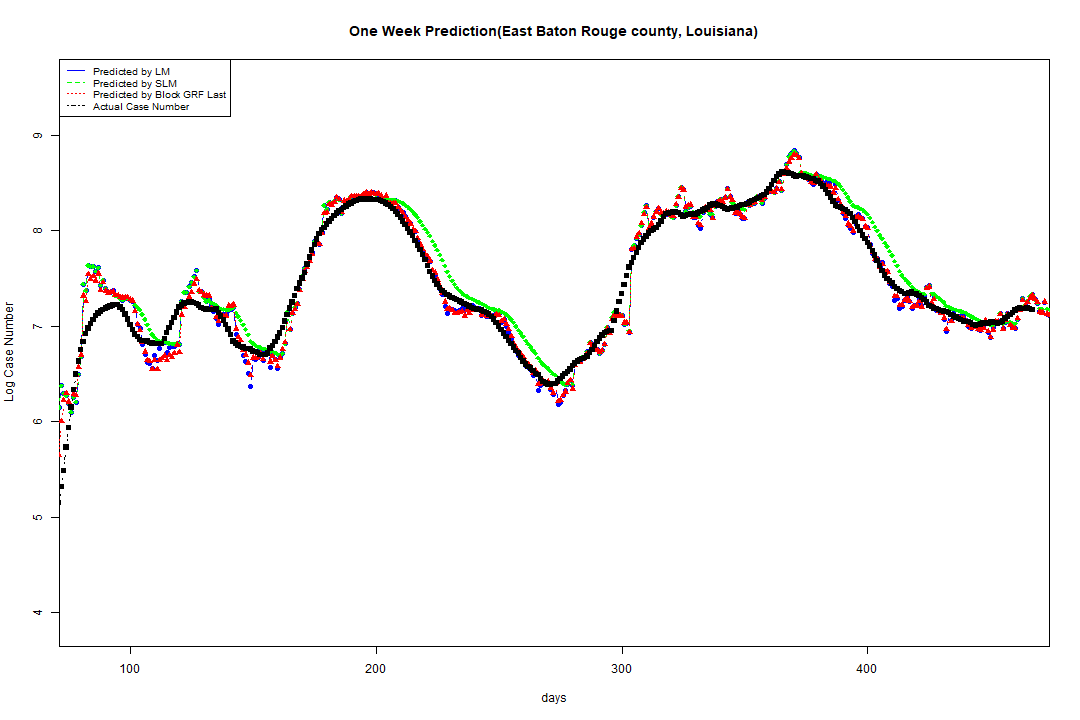 One Week Prediction(East Baton Rouge county, Louisiana)
Predicted by LM
Predicted by SLM
Predicted by Block GRF Last
Actual Case Number
9
8
7
6
5
4
Log Case Number
100 200 300 400
days